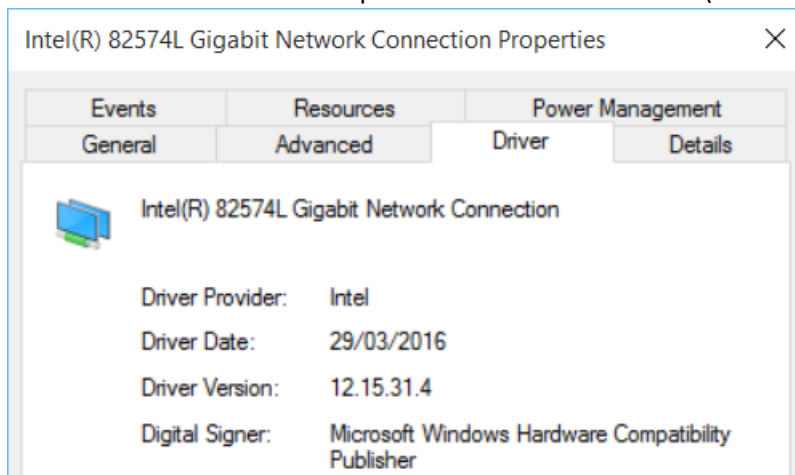 Intel(R) 82574L Gigabit Network Connection Properties
Events Resources Power Management
General Advanced Driver Details
Intel(R) 82574L Gigabit Network Connection
Driver Provider: Intel
Driver Date: 29/03/2016
Driver Version: 12.15.31.4
Digital Signer: Microsoft Windows Hardware Compatibility
Publisher